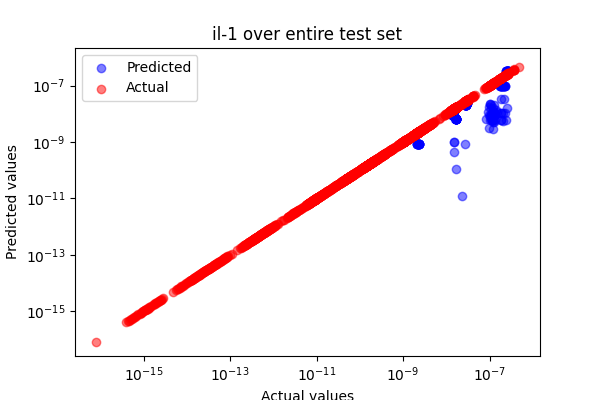 il-1 over entire test set
Predicted
Actual
10⁻⁷
10⁻⁹
10⁻¹¹
10⁻¹³
10⁻¹⁵
Predicted values
10⁻¹⁵ 10⁻¹³ 10⁻¹¹ 10⁻⁹ 10⁻⁷
Actual values